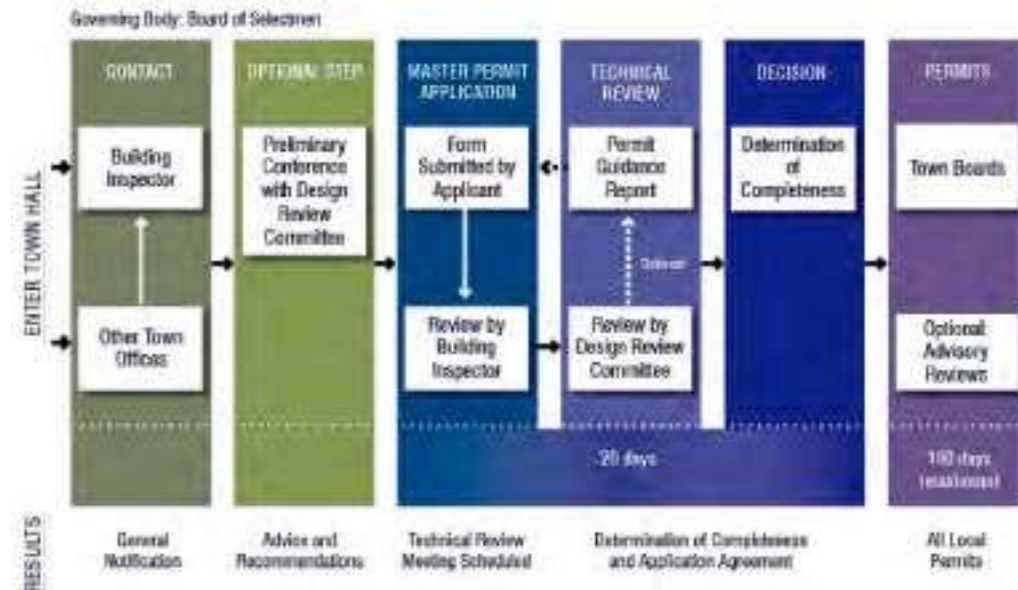 Governing Body: Board of Selectmen
ENTER TOWN HALL
CONTACT
Building
Inspector
Other Town
Offices
OPTIONAL STEP
Preliminary
Conference
with Design
Review
Committee
MASTER PERMIT
APPLICATION
Form
Submitted by
Applicant
Review by
Building
Inspector
TECHNICAL
REVIEW
Permit
Guidance
Report
Review by
Design Review
Committee
DECISION
Determination
of
Completeness
PERMITS
Town Boards
Optional:
Advisory
Reviews
20 days
180 days
(maximum)
RESULTS
General
Notification
Advice and
Recommendations
Technical Review
Meeting Scheduled
Determination of Completeness
and Application Agreement
All Local
Permits